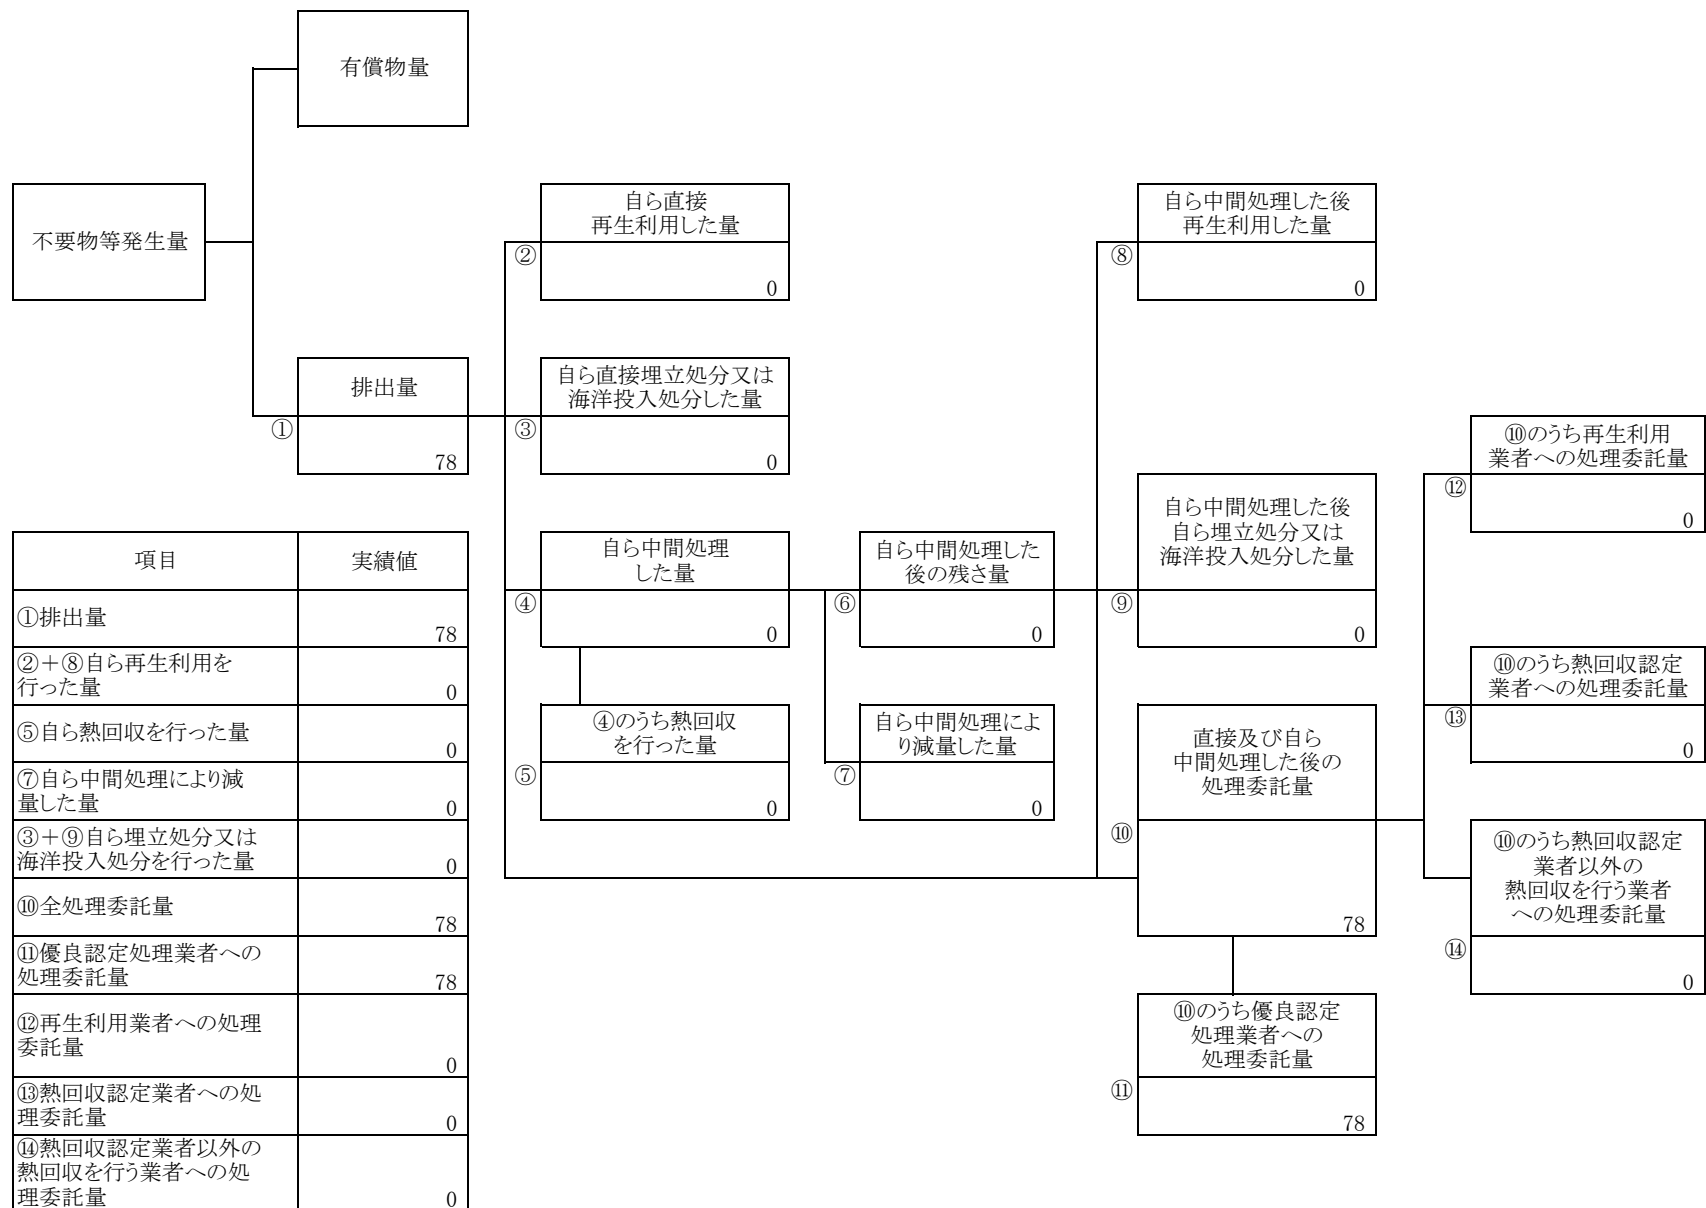 有償物量
不要物等発生量
自ら直接
再生利用した量
②
0
自ら中間処理した後
再生利用した量
⑧
0
排出量
①
78
自ら直接埋立処分又は
海洋投入処分した量
③
0
⑩のうち再生利用
業者への処理委託量
⑫
0
自ら中間処理した後
自ら埋立処分又は
海洋投入処分した量
⑨
0
自ら中間処理
した量
④
0
自ら中間処理した
後の残さ量
⑥
0
⑩のうち熱回収認定
業者への処理委託量
⑬
0
④のうち熱回収
を行った量
⑤
0
自ら中間処理によ
り減量した量
⑦
0
直接及び自ら
中間処理した後の
処理委託量
⑩
78
⑩のうち熱回収認定
業者以外の
熱回収を行う業者
への処理委託量
⑭
0
⑩のうち優良認定
処理業者への
処理委託量
⑪
78
項目 実績値
①排出量
78
②+⑧自ら再生利用を
行った量
0
⑤自ら熱回収を行った量
0
⑦自ら中間処理により減
量した量
0
③+⑨自ら埋立処分又は
海洋投入処分を行った量
0
⑩全処理委託量
78
⑪優良認定処理業者への
処理委託量
78
⑫再生利用業者への処理
委託量
0
⑬熱回収認定業者への処
理委託量
0
⑭熱回収認定業者以外の
熱回収を行う業者への処
理委託量
0